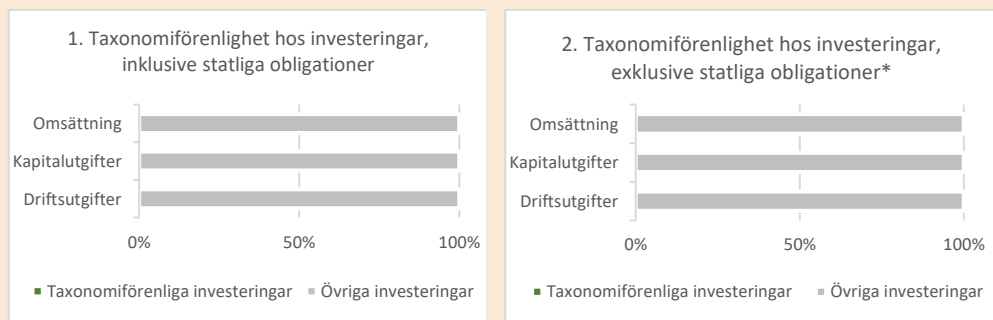 1. Taxonomiförenlighet hos investeringar,
inklusive statliga obligationer
Omsättning
Kapitalutgifter
Driftsutgifter
0%
50%
100%
Taxonomiförenliga investeringar
Övriga investeringar
2. Taxonomiförenlighet hos investeringar,
exklusive statliga obligationer*
Omsättning
Kapitalutgifter
Driftsutgifter
0%
50%
100%
Taxonomiförenliga investeringar
Övriga investeringar